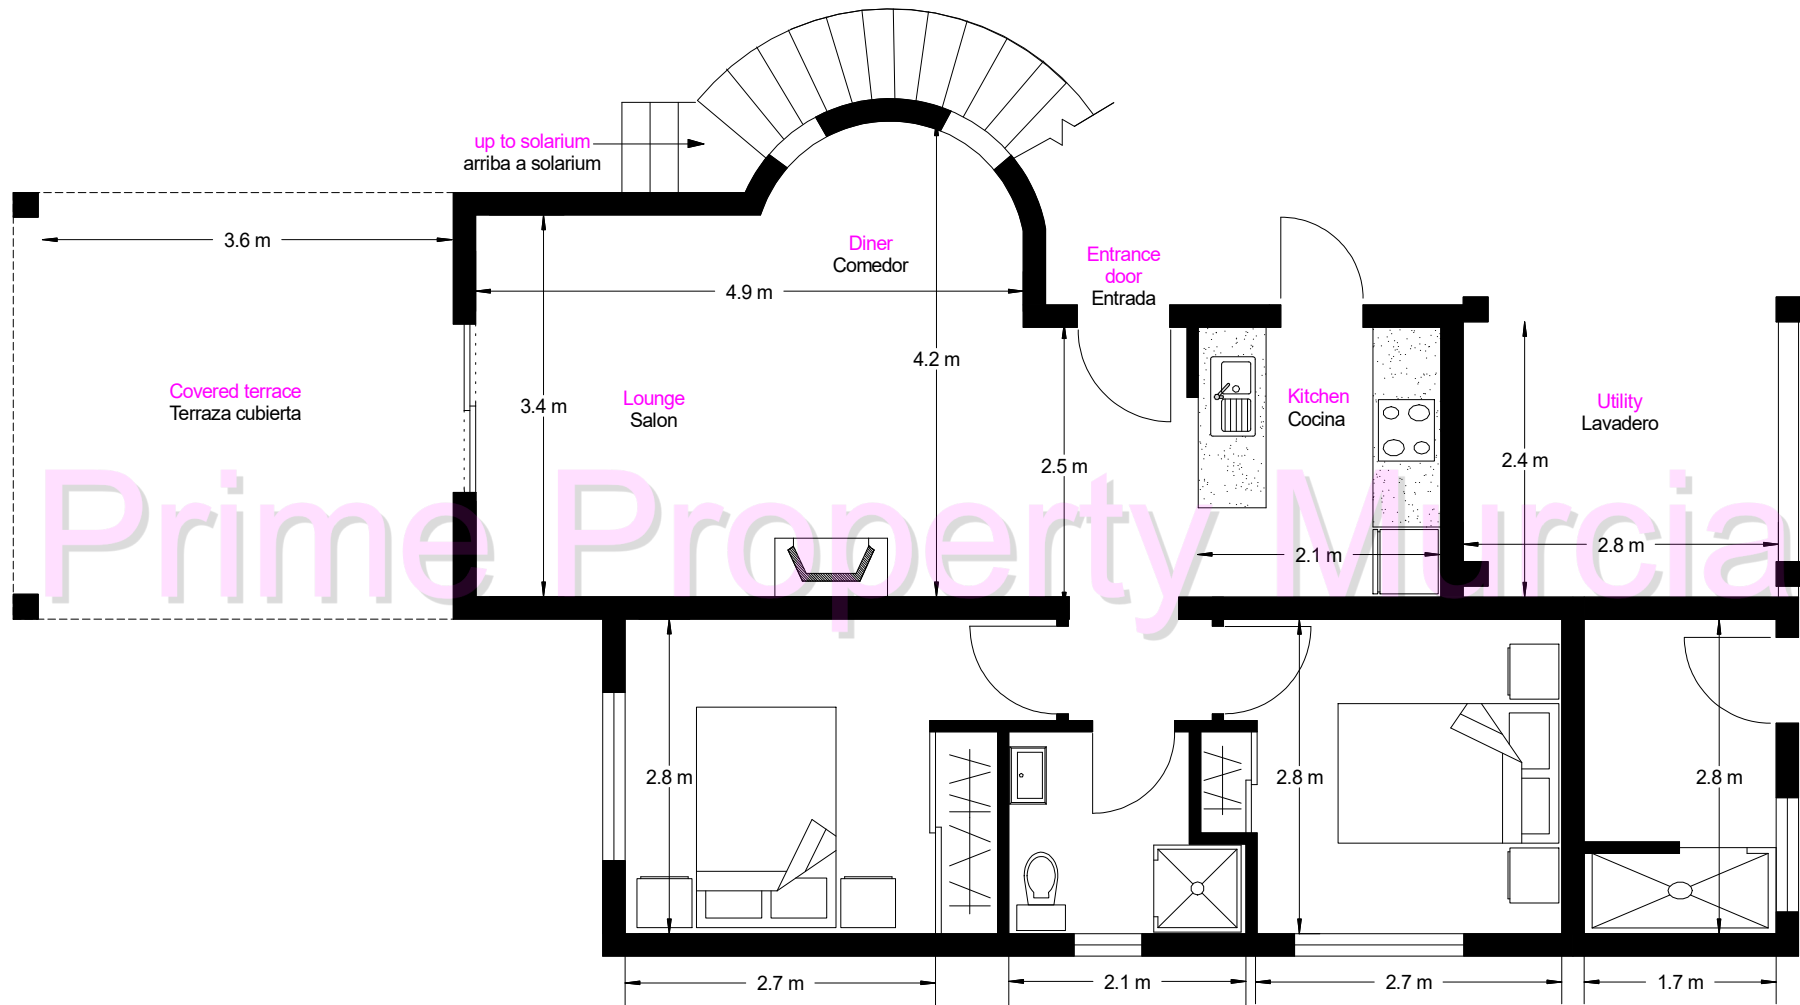 up to solarium
arriba a solarium
3.6 m
Diner
Comedor
Entrance
door
Entrada
4.9 m
4.2 m
Covered terrace
Terraza cubierta
Lounge
Salon
3.4 m
Kitchen
Cocina
Utility
Lavadero
2.5 m
2.4 m
Prime Property Murcia
2.1 m
2.8 m
2.8 m
2.8 m
2.8 m
2.7 m
2.1 m
2.7 m
1.7 m